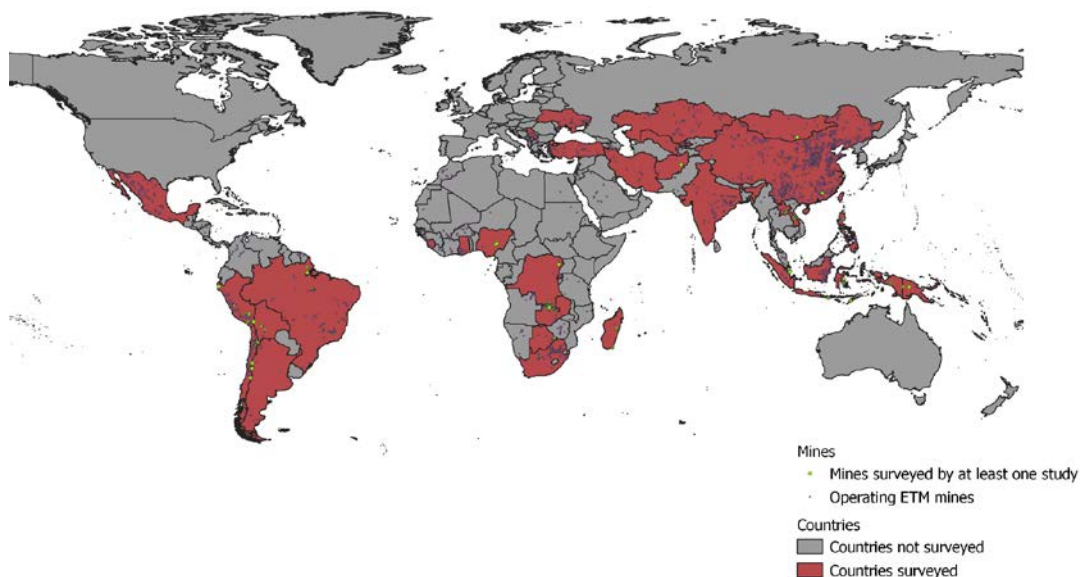 Mines
Mines surveyed by at least one study
Operating ETM mines
Countries
Countries not surveyed
Countries surveyed